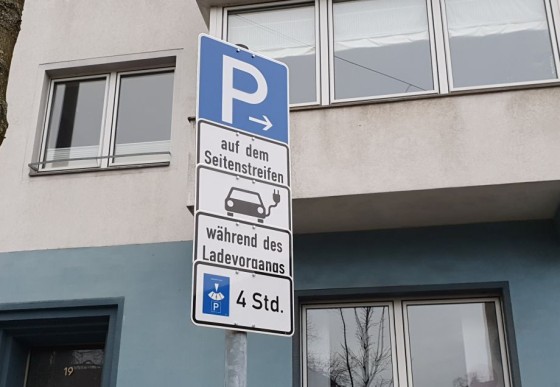 P
auf dem
Seitenstreifen
während des
Ladevorgangs
P
4 Std.
19